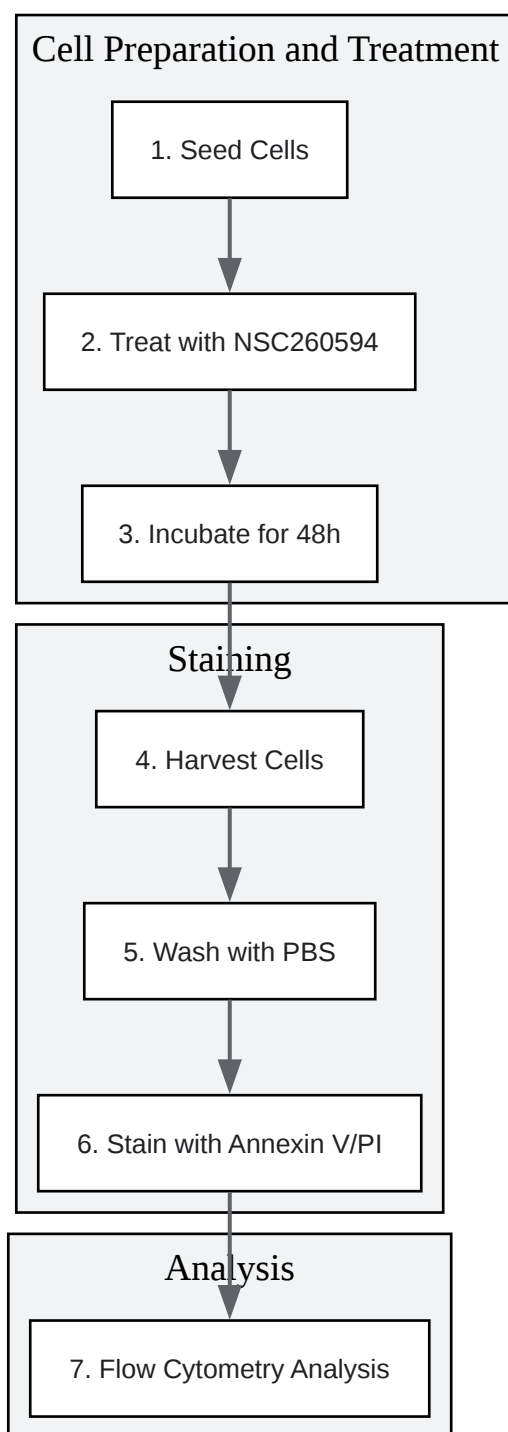 Cell Preparation and Treatment
1. Seed Cells
2. Treat with NSC260594
3. Incubate for 48h
Staining
4. Harvest Cells
5. Wash with PBS
6. Stain with Annexin V/PI
Analysis
7. Flow Cytometry Analysis